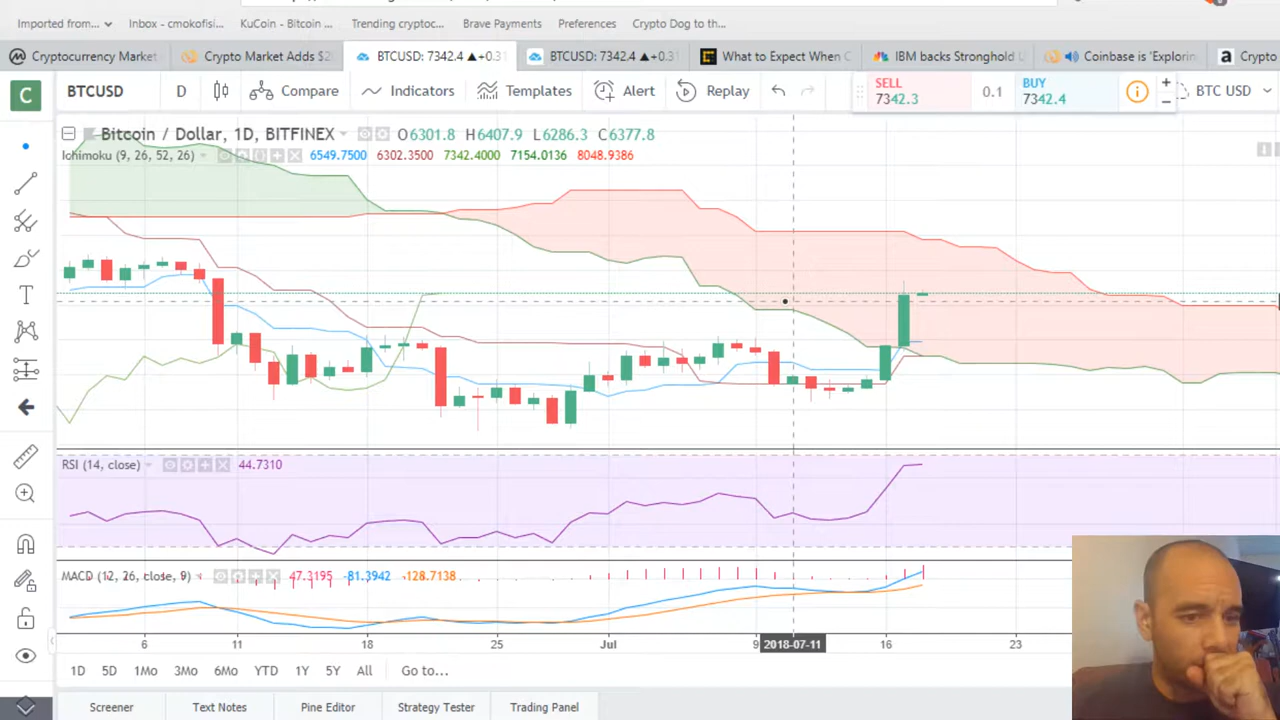 Imported from...
Inbox - cmokofisi...
KuCoin - Bitcoin ...
Trending cryptoc...
Brave Payments
Preferences
Crypto Dog to th...
Cryptocurrency Market
Crypto Market Adds $2
BTCUSD: 7342.4 ▲+0.31
BTCUSD: 7342.4 ▲+0.31
What to Expect When C
IBM backs Stronghold U
Coinbase is 'Explorin
Crypto
C
BTCUSD
D
Compare
Indicators
Templates
Alert
Replay
SELL
7342.3
0.1
BUY
7342.4
BTC USD
Bitcoin / Dollar, 1D, BITFINEX
O6301.8 H6407.9 L6286.3 C6377.8
Ichimoku (9, 26, 52, 26)
6549.7500 6302.3500 7342.4000 7154.0136 8048.9386
RSI (14, close)
44.7310
MACD (12, 26, close, 9)
47.3195 -81.3942 -128.7138
6 11 18 25 Jul 9 2018-07-11 16 23
1D 5D 1Mo 3Mo 6Mo YTD 1Y 5Y All Go to...
Screener
Text Notes
Pine Editor
Strategy Tester
Trading Panel